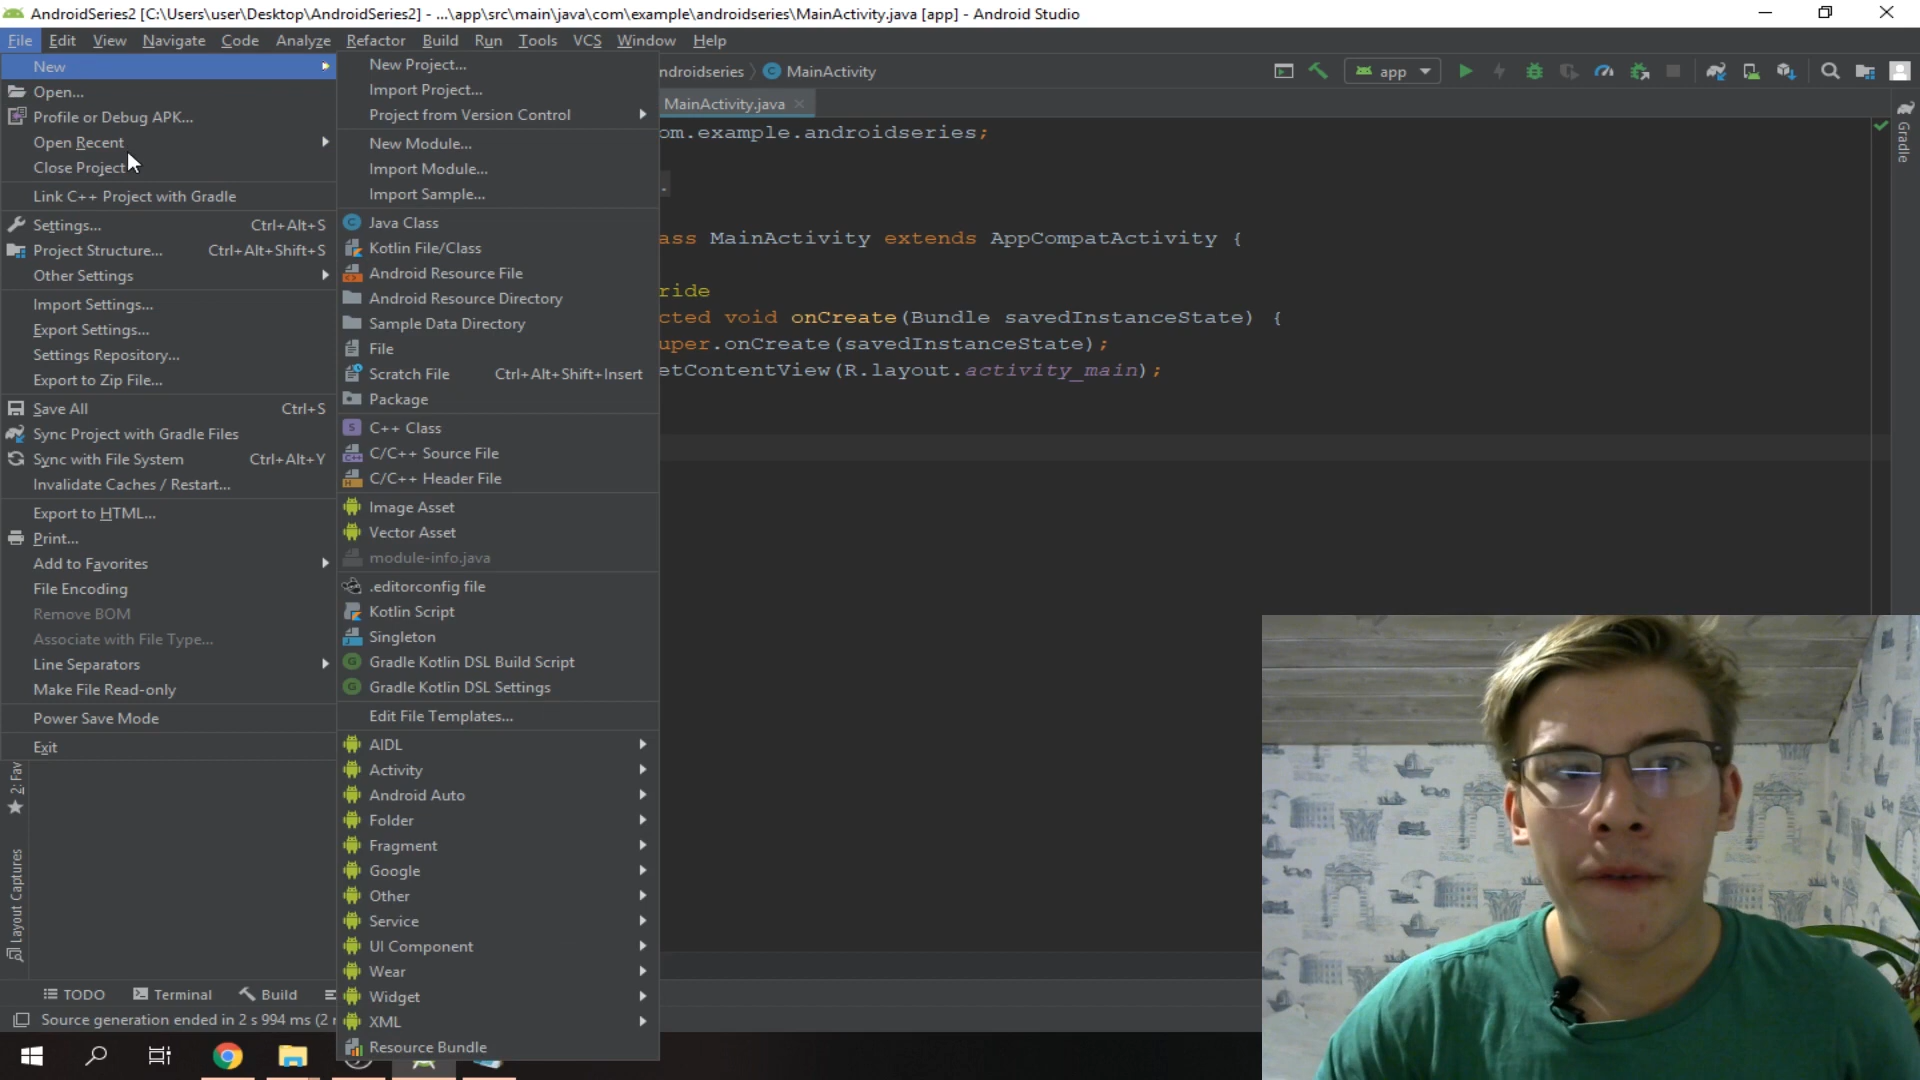 AndroidSeries2 [C:\Users\user\Desktop\AndroidSeries2] - ...\app\src\main\java\com\example\androidseries\MainActivity.java [app] - Android Studio
File Edit View Navigate Code Analyze Refactor Build Run Tools VCS Window Help
ndroidseries MainActivity app
MainActivity.java
New
Open...
Profile or Debug APK...
Open Recent
Close Project
Link C++ Project with Gradle
Settings... Ctrl+Alt+S
Project Structure... Ctrl+Alt+Shift+S
Other Settings
Import Settings...
Export Settings...
Settings Repository...
Export to Zip File...
Save All Ctrl+S
Sync Project with Gradle Files
Sync with File System Ctrl+Alt+Y
Invalidate Caches / Restart...
Export to HTML...
Print...
Add to Favorites
File Encoding
Remove BOM
Associate with File Type...
Line Separators
Make File Read-only
Power Save Mode
Exit
New Project...
Import Project...
Project from Version Control
New Module...
Import Module...
Import Sample...
Java Class
Kotlin File/Class
Android Resource File
Android Resource Directory
Sample Data Directory
File
Scratch File Ctrl+Alt+Shift+Insert
Package
C++ Class
C/C++ Source File
C/C++ Header File
Image Asset
Vector Asset
module-info.java
.editorconfig file
Kotlin Script
Singleton
Gradle Kotlin DSL Build Script
Gradle Kotlin DSL Settings
Edit File Templates...
AIDL
Activity
Android Auto
Folder
Fragment
Google
Other
Service
UI Component
Wear
Widget
XML
Resource Bundle
om.example.androidseries;
.
ass MainActivity extends AppCompatActivity {
ride
cted void onCreate(Bundle savedInstanceState) {
uper.onCreate(savedInstanceState);
etContentView(R.layout.activity_main);
Gradle
2: Fav
Layout Captures
TODO Terminal Build
Source generation ended in 2 s 994 ms (2